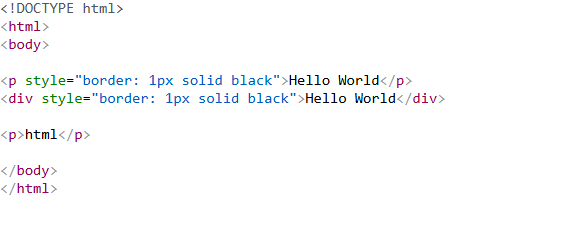 <!DOCTYPE html>
<html>
<body>
<p style="border: 1px solid black">Hello World</p>
<div style="border: 1px solid black">Hello World</div>
<p>html</p>
</body>
</html>